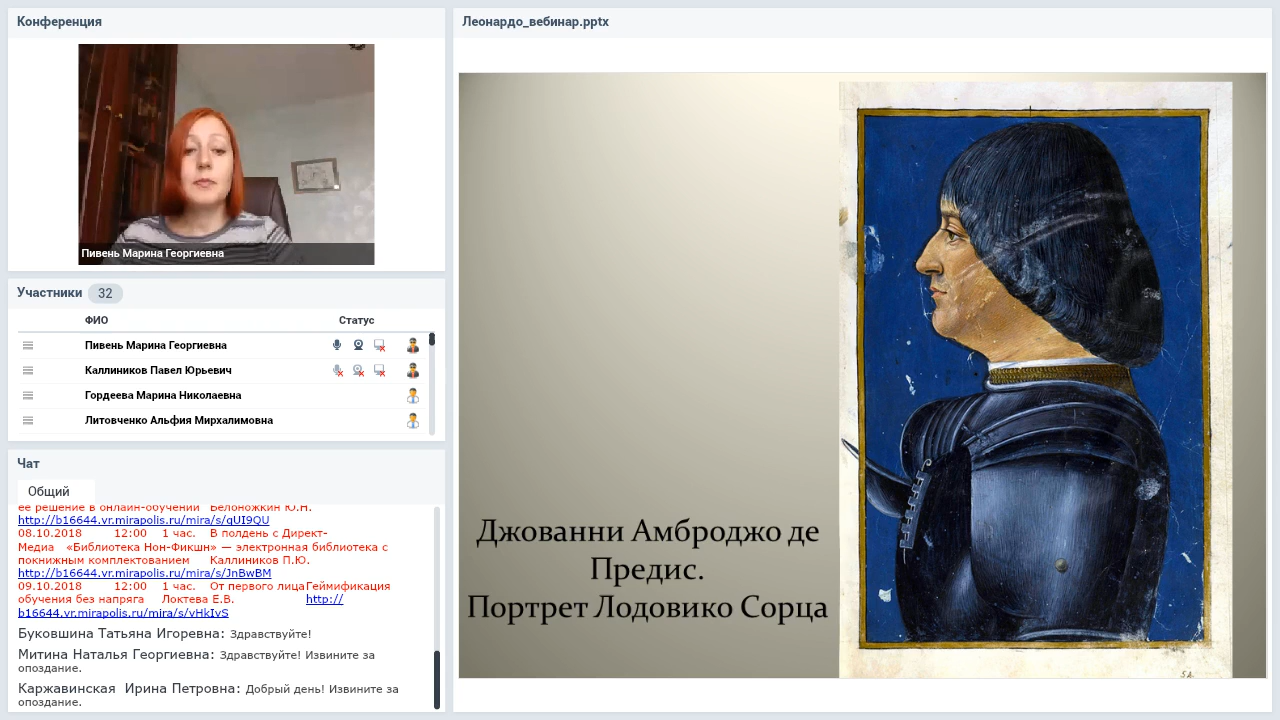 Конференция
Пивень Марина Георгиевна
Участники 32
ФИО Статус
Пивень Марина Георгиевна
Каллиников Павел Юрьевич
Гордеева Марина Николаевна
Литовченко Альфия Мирхалимовна
Чат
Общий
ее решение в онлайн-обучении Белоножкин Ю.Н.
http://b16644.vr.mirapolis.ru/mira/s/qUI9QU
08.10.2018 12:00 1 час. В полдень с Директ-
Медиа «Библиотека Нон-Фикшн» — электронная библиотека с
покнижным комплектованием Каллиников П.Ю.
http://b16644.vr.mirapolis.ru/mira/s/JnBwBM
09.10.2018 12:00 1 час. От первого лица Геймификация
обучения без напряга Локтева Е.В. http://
b16644.vr.mirapolis.ru/mira/s/vHkIvS
Буковшина Татьяна Игоревна: Здравствуйте!
Митина Наталья Георгиевна: Здравствуйте! Извините за
опоздание.
Каржавинская Ирина Петровна: Добрый день! Извините за
опоздание.
Леонардо_вебинар.pptx
Джованни Амброджо де
Предис.
Портрет Лодовико Сорца